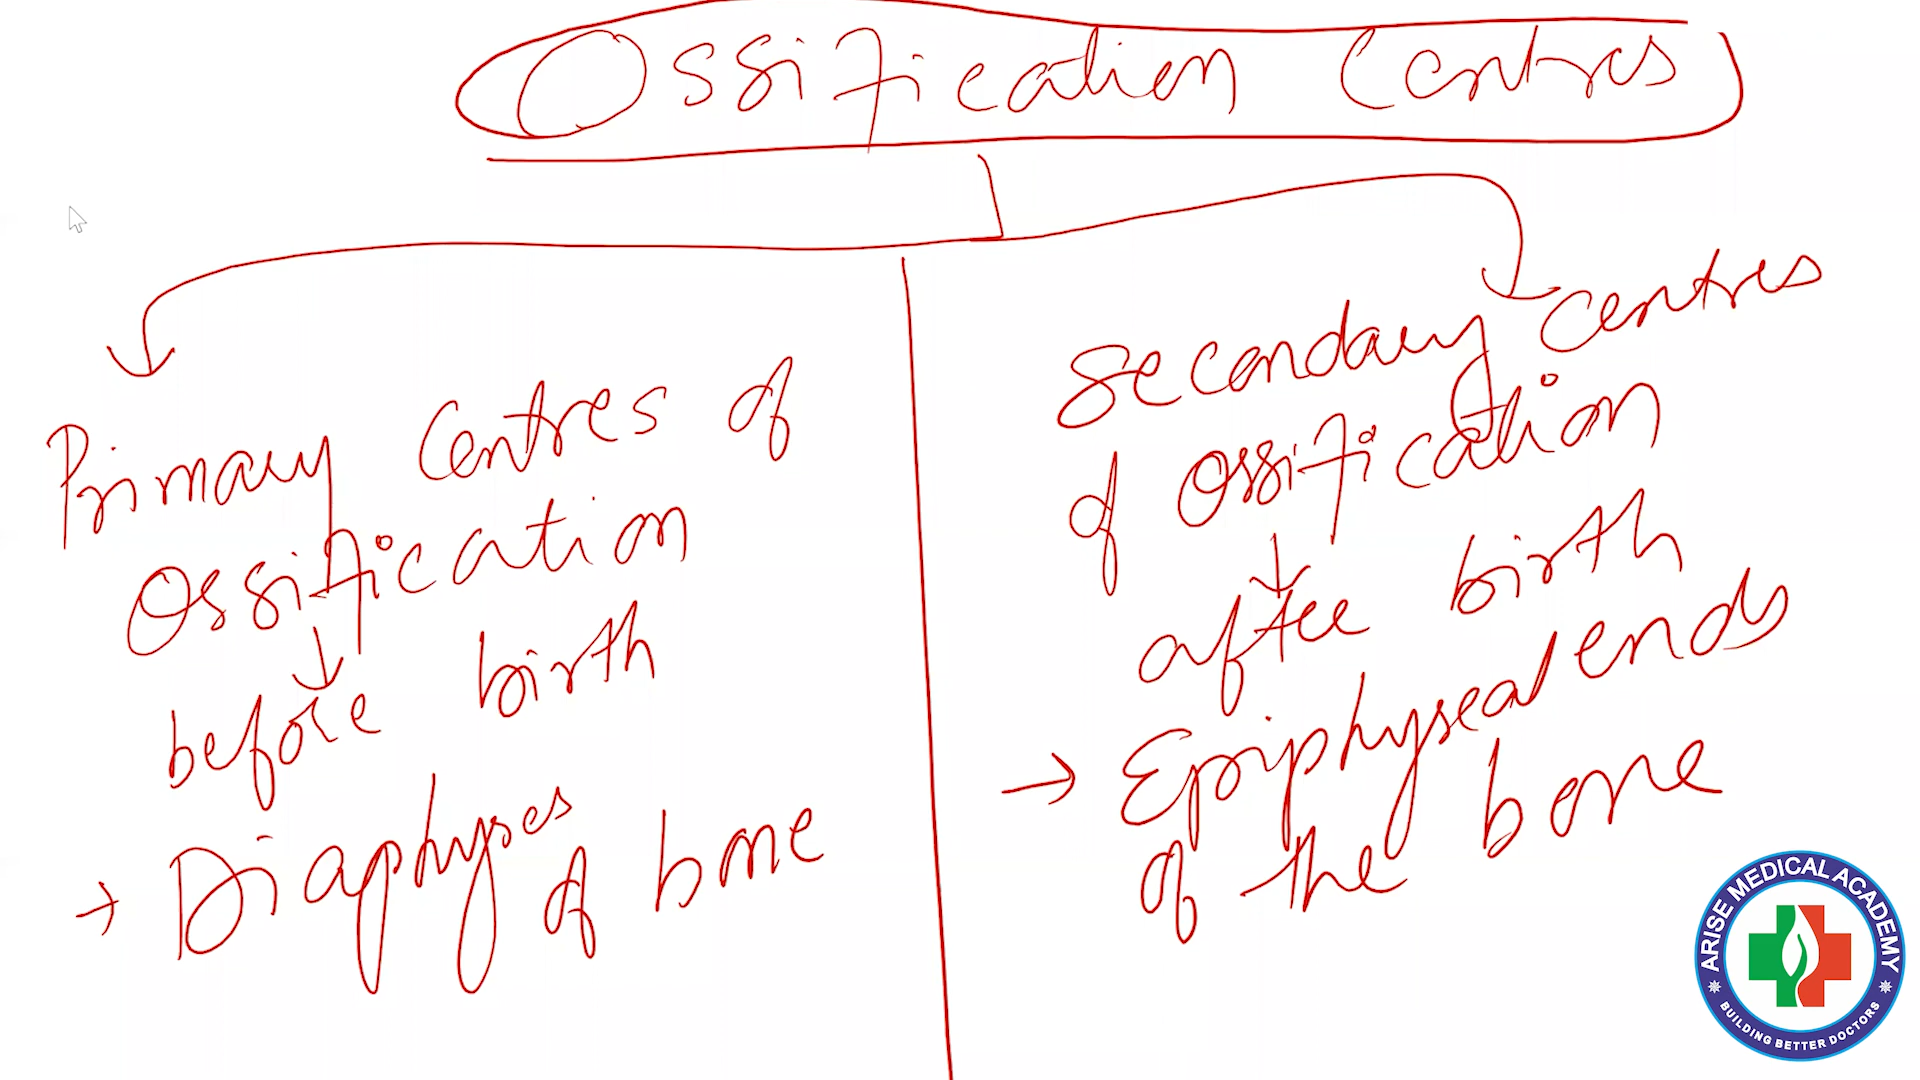 Ossification Centres
Primary Centres of
Ossification
before birth
→ Diaphyses
of bone
Secondary centres
of Ossification
after birth
→ Epiphyseal ends
of the bone
ARISE MEDICAL ACADEMY
BUILDING BETTER DOCTORS